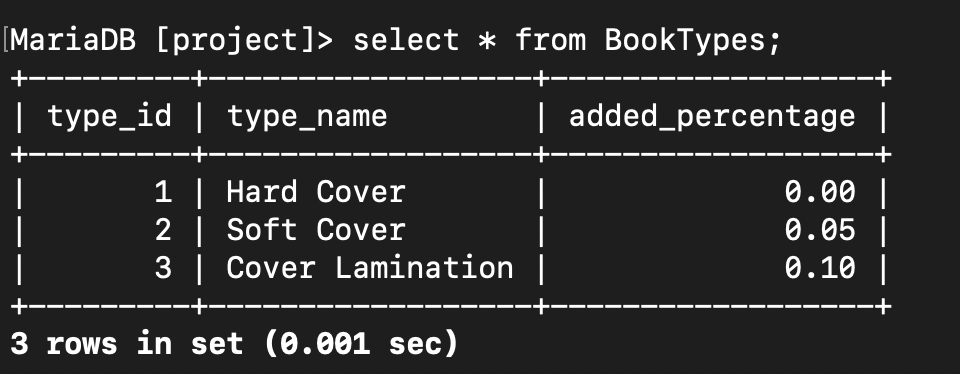 [MariaDB [project]> select * from BookTypes;
+---------+-----------------+------------------+
| type_id | type_name       | added_percentage |
+---------+-----------------+------------------+
|       1 | Hard Cover      |             0.00 |
|       2 | Soft Cover      |             0.05 |
|       3 | Cover Lamination |             0.10 |
+---------+-----------------+------------------+
3 rows in set (0.001 sec)